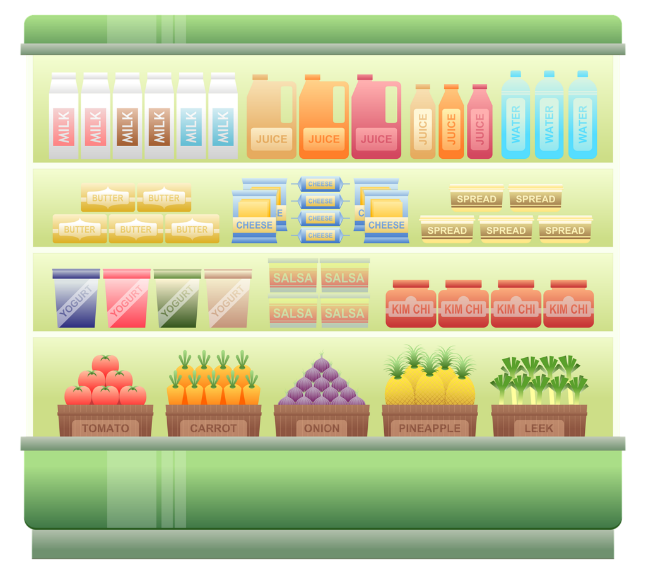 MILK
MILK
MILK
MILK
MILK
MILK
JUICE
JUICE
JUICE
JUICE
JUICE
JUICE
WATER
WATER
WATER
BUTTER
BUTTER
BUTTER
BUTTER
BUTTER
CHEESE
CHEESE
CHEESE
CHEESE
CHEESE
CHEESE
SPREAD
SPREAD
SPREAD
SPREAD
SPREAD
YOGURT
YOGURT
YOGURT
YOGURT
SALSA
SALSA
SALSA
SALSA
KIM CHI
KIM CHI
KIM CHI
KIM CHI
TOMATO
CARROT
ONION
PINEAPPLE
LEEK